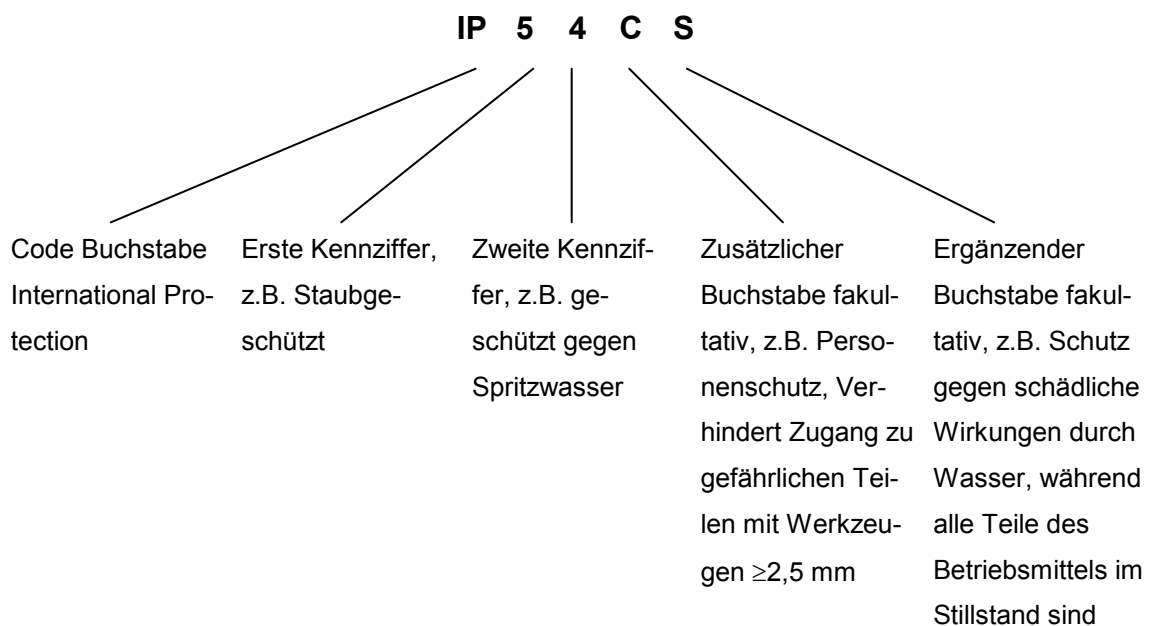 IP 5 4 C S
Code Buchstabe
International Pro-
tection
Erste Kennziffer,
z.B. Staubge-
schützt
Zweite Kennzif-
fer, z.B. ge-
schützt gegen
Spritzwasser
Zusätzlicher
Buchstabe fakul-
tativ, z.B. Perso-
nenschutz, Ver-
hindert Zugang zu
gefährlichen Tei-
len mit Werkzeu-
gen ≥2,5 mm
Ergänzender
Buchstabe fakul-
tativ, z.B. Schutz
gegen schädliche
Wirkungen durch
Wasser, während
alle Teile des
Betriebsmittels im
Stillstand sind